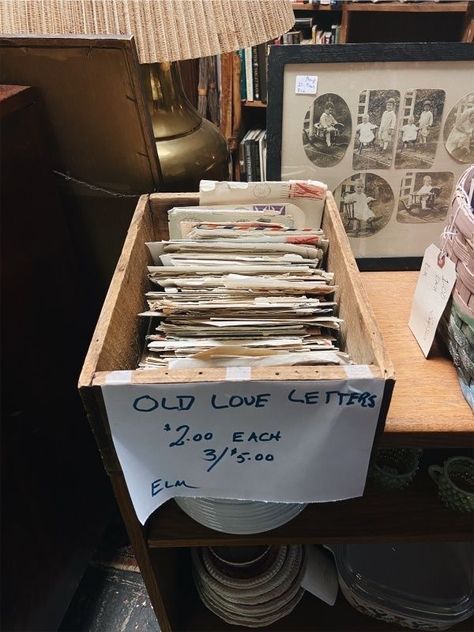 OLD LOVE LETTERS
$2.00 EACH
3/$5.00
ELM